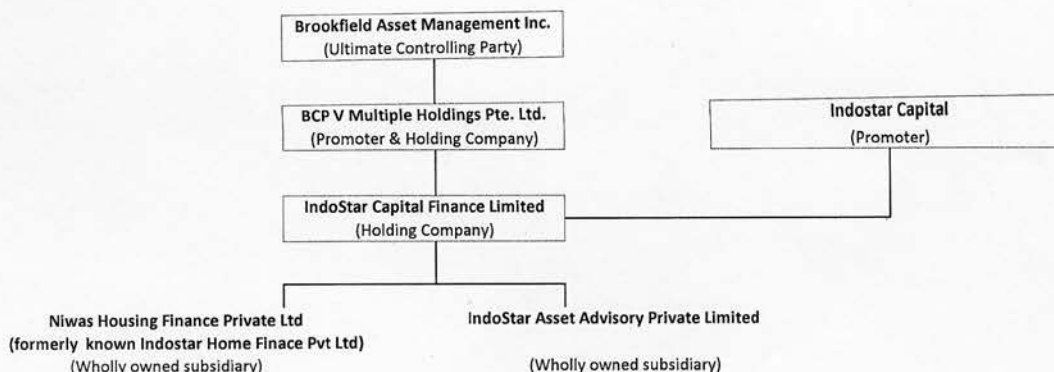 Brookfield Asset Management Inc.
(Ultimate Controlling Party)
BCP V Multiple Holdings Pte. Ltd.
(Promoter & Holding Company)
Indostar Capital
(Promoter)
IndoStar Capital Finance Limited
(Holding Company)
Niwas Housing Finance Private Ltd
(formerly known Indostar Home Finace Pvt Ltd)
(Wholly owned subsidiary)
IndoStar Asset Advisory Private Limited
(Wholly owned subsidiary)